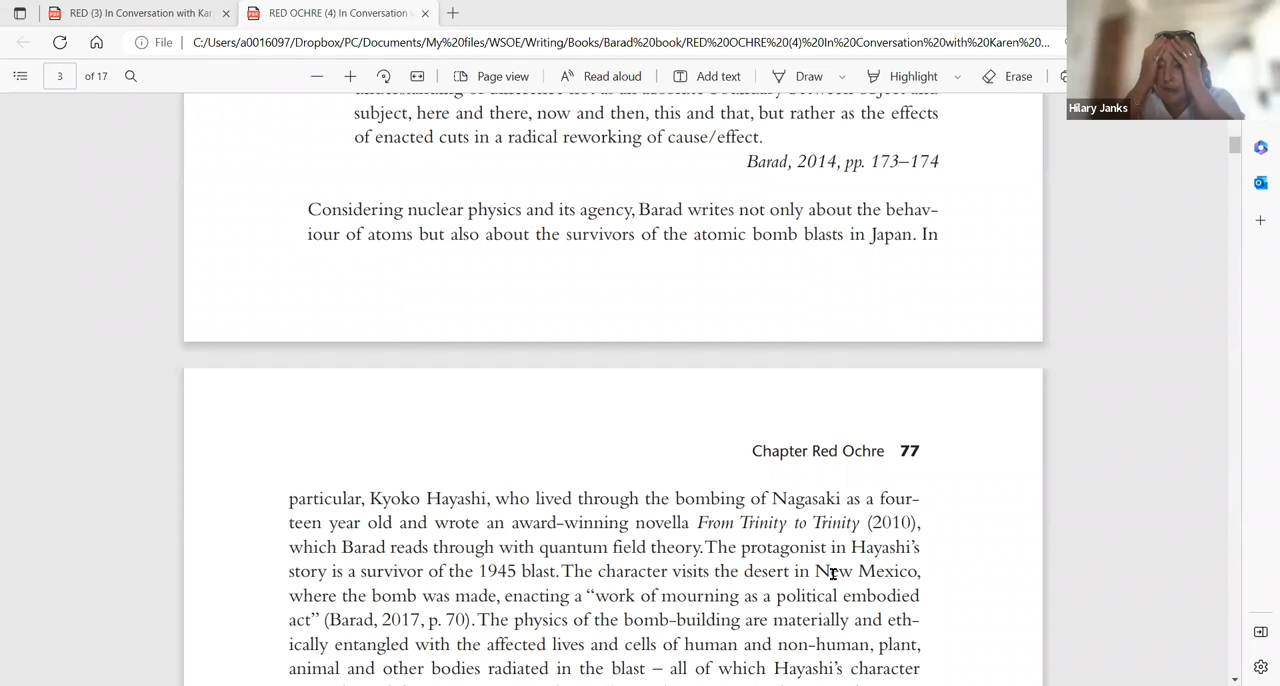 RED (3) In Conversation with Kar
RED OCHRE (4) In Conversation w
File
C:/Users/a0016097/Dropbox/PC/Documents/My%20files/WSOE/Writing/Books/Barad%20book/RED%20OCHRE%20(4)%20In%20Conversation%20with%20Karen%20...
3 of 17
Page view
Read aloud
Add text
Draw
Highlight
Erase
Hilary Janks
understanding of difference not as an absolute boundary between object and
subject, here and there, now and then, this and that, but rather as the effects
of enacted cuts in a radical reworking of cause/effect.
Barad, 2014, pp. 173–174
Considering nuclear physics and its agency, Barad writes not only about the behav-
iour of atoms but also about the survivors of the atomic bomb blasts in Japan. In
Chapter Red Ochre 77
particular, Kyoko Hayashi, who lived through the bombing of Nagasaki as a four-
teen year old and wrote an award-winning novella From Trinity to Trinity (2010),
which Barad reads through with quantum field theory. The protagonist in Hayashi's
story is a survivor of the 1945 blast. The character visits the desert in New Mexico,
where the bomb was made, enacting a "work of mourning as a political embodied
act" (Barad, 2017, p. 70). The physics of the bomb-building are materially and eth-
ically entangled with the affected lives and cells of human and non-human, plant,
animal and other bodies radiated in the blast – all of which Hayashi's character